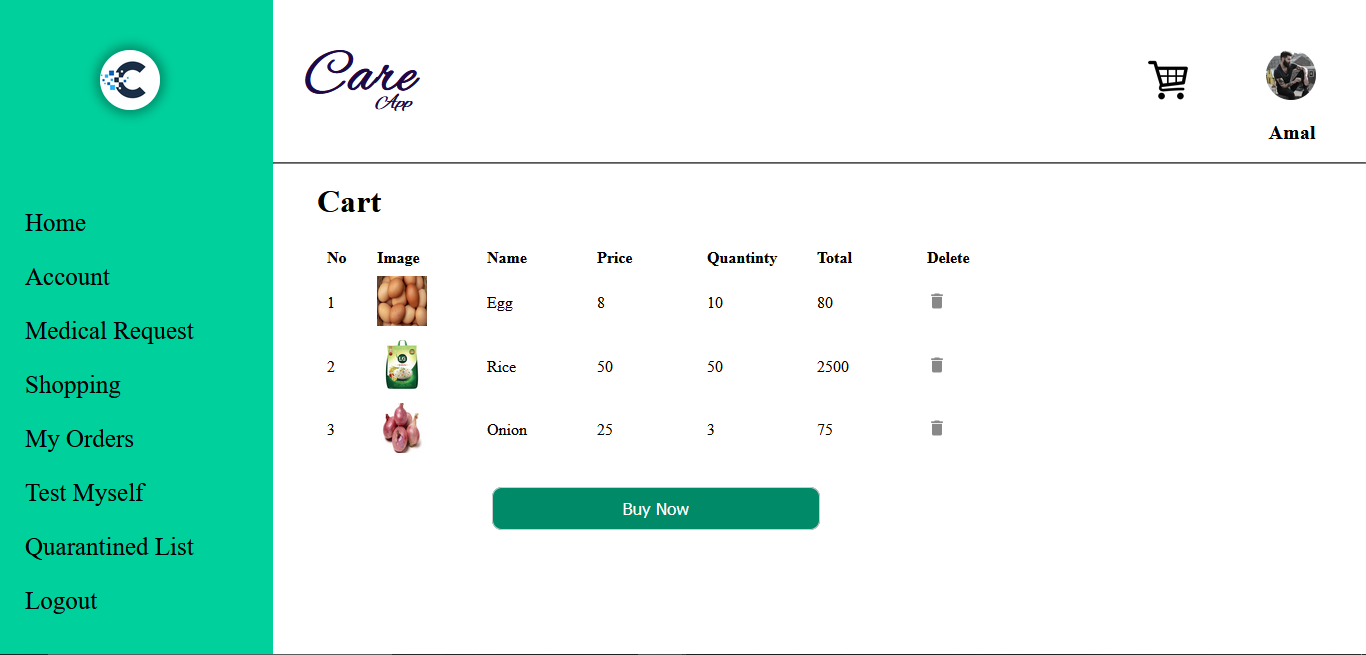 Care
CApp
Amal
Home
Account
Medical Request
Shopping
My Orders
Test Myself
Quarantined List
Logout
Cart
No Image Name Price Quantinty Total Delete
1 Egg 8 10 80
2 Rice 50 50 2500
3 Onion 25 3 75
Buy Now